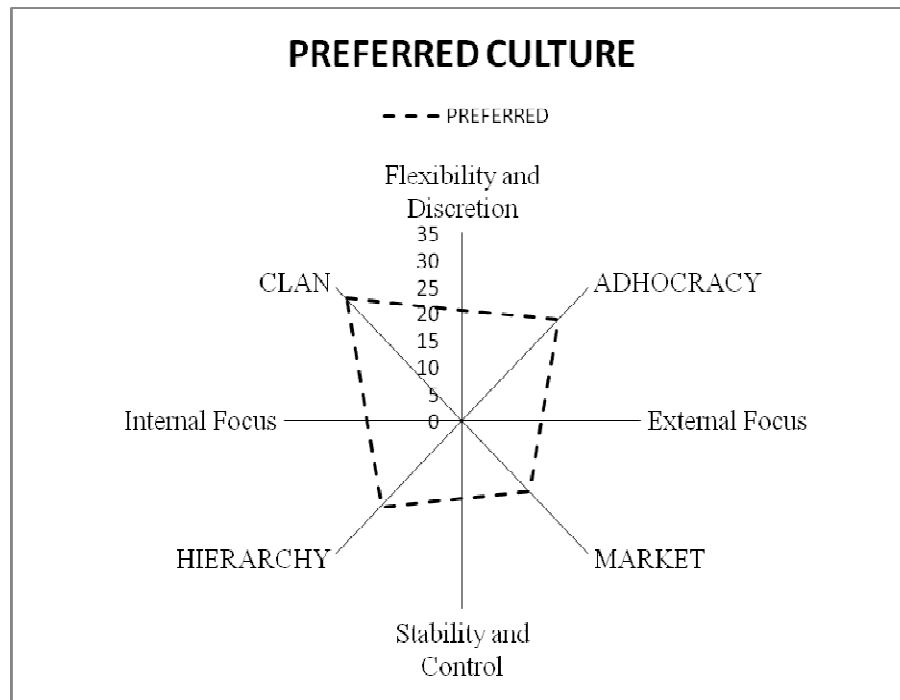 PREFERRED CULTURE
PREFERRED
Flexibility and
Discretion
35
30
CLAN
25
ADHOCRACY
20
15
10
5
Internal Focus
0
External Focus
HIERARCHY
MARKET
Stability and
Control